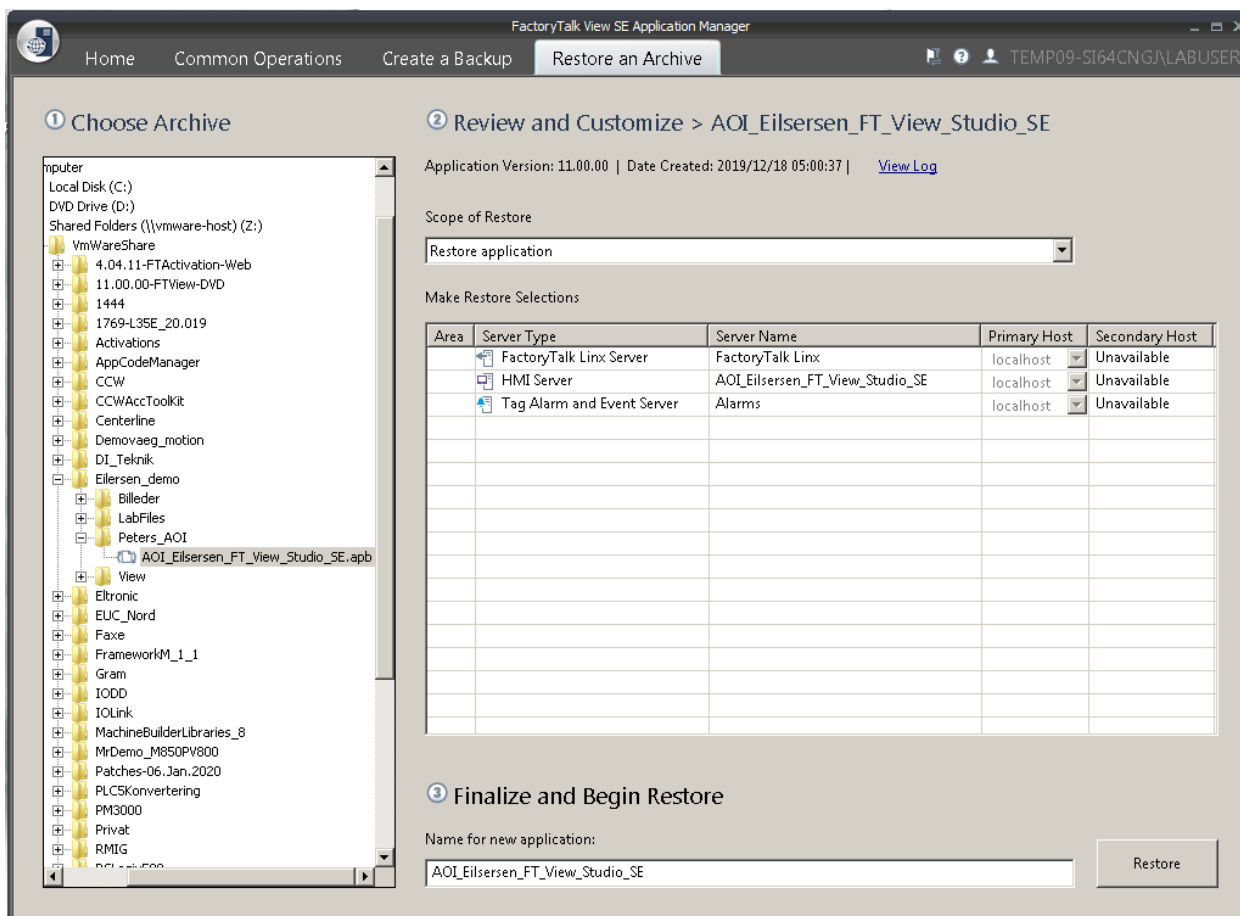 FactoryTalk View SE Application Manager
Home Common Operations Create a Backup Restore an Archive TEMP09-SI64CNGJ\LABUSER
1 Choose Archive
mputer
Local Disk (C:)
DVD Drive (D:)
Shared Folders (\\vmware-host) (Z:)
VmWareShare
4.04.11-FTActivation-Web
11.00.00-FTView-DVD
1444
1769-L35E_20.019
Activations
AppCodeManager
CCW
CCWAccToolKit
Centerline
Demovaeg_motion
DI_Teknik
Eilersen_demo
Billeder
LabFiles
Peters_AOI
AOI_Eilsersen_FT_View_Studio_SE.apb
View
Eltronic
EUC_Nord
Faxe
FrameworkM_1_1
Gram
IODD
IOLink
MachineBuilderLibraries_8
MrDemo_M850PV800
Patches-06.Jan.2020
PLC5Konvertering
PM3000
Privat
RMIG
2 Review and Customize > AOI_Eilsersen_FT_View_Studio_SE
Application Version: 11.00.00 | Date Created: 2019/12/18 05:00:37 | View Log
Scope of Restore
Restore application
Make Restore Selections
Area Server Type Server Name Primary Host Secondary Host
FactoryTalk Linx Server FactoryTalk Linx localhost Unavailable
HMI Server AOI_Eilsersen_FT_View_Studio_SE localhost Unavailable
Tag Alarm and Event Server Alarms localhost Unavailable
3 Finalize and Begin Restore
Name for new application:
AOI_Eilsersen_FT_View_Studio_SE
Restore